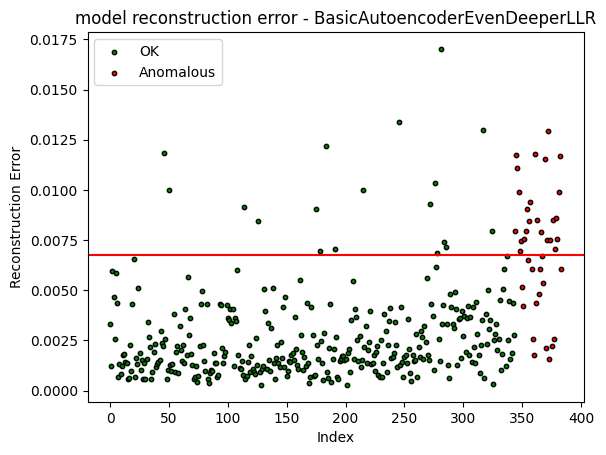 model reconstruction error - BasicAutoencoderEvenDeeperLLR
OK
Anomalous
0.0175
0.0150
0.0125
0.0100
0.0075
0.0050
0.0025
0.0000
Reconstruction Error
0 50 100 150 200 250 300 350 400
Index